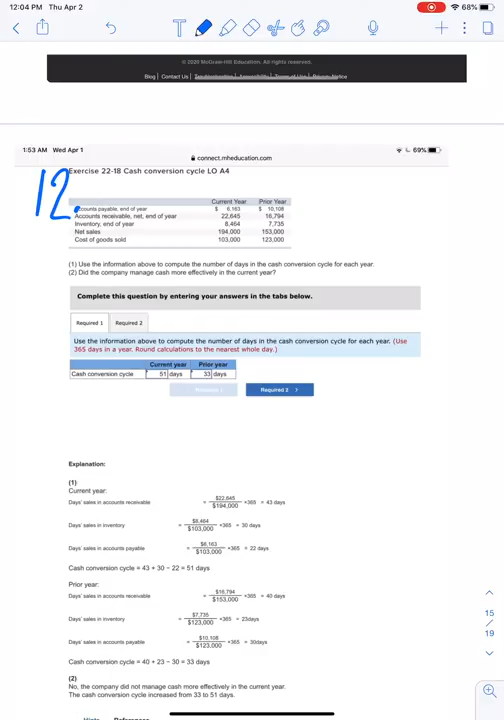 12:04 PM Thu Apr 2
68%
© 2020 McGraw-Hill Education. All rights reserved.
Blog | Contact Us | Troubleshooting | Accessibility | Terms of Use | Privacy Notice
1:53 AM Wed Apr 1
69%
connect.mheducation.com
12.
Exercise 22-18 Cash conversion cycle LO A4
Current Year Prior Year
Accounts payable, end of year $ 6,163 $ 10,108
Accounts receivable, net, end of year 22,645 16,794
Inventory, end of year 8,464 7,735
Net sales 194,000 153,000
Cost of goods sold 103,000 123,000
(1) Use the information above to compute the number of days in the cash conversion cycle for each year.
(2) Did the company manage cash more effectively in the current year?
Complete this question by entering your answers in the tabs below.
Required 1 Required 2
Use the information above to compute the number of days in the cash conversion cycle for each year. (Use
365 days in a year. Round calculations to the nearest whole day.)
Current year Prior year
Cash conversion cycle 51 days 33 days
Required 1 Required 2 >
Explanation:
(1)
Current year:
Days' sales in accounts receivable = $22,645 / $194,000 ×365 = 43 days
Days' sales in inventory = $8,464 / $103,000 ×365 = 30 days
Days' sales in accounts payable = $6,163 / $103,000 ×365 = 22 days
Cash conversion cycle = 43 + 30 − 22 = 51 days
Prior year:
Days' sales in accounts receivable = $16,794 / $153,000 ×365 = 40 days
Days' sales in inventory = $7,735 / $123,000 ×365 = 23days
Days' sales in accounts payable = $10,108 / $123,000 ×365 = 30days
Cash conversion cycle = 40 + 23 − 30 = 33 days
(2)
No, the company did not manage cash more effectively in the current year.
The cash conversion cycle increased from 33 to 51 days.
Hints References
15
/
19